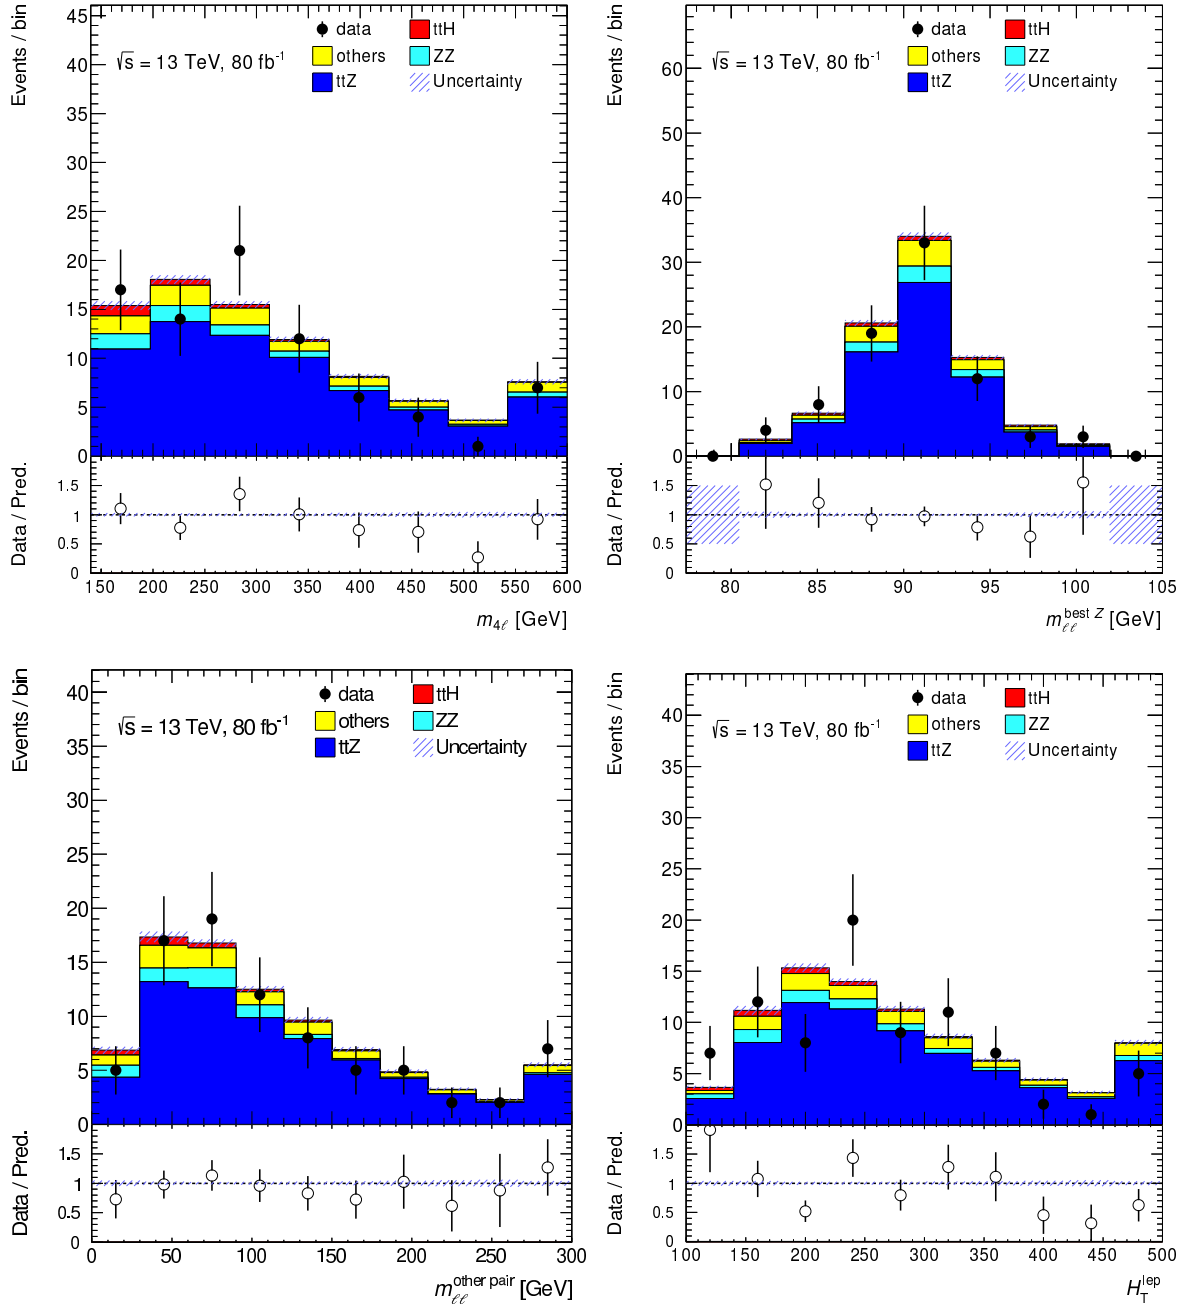 Events / bin
45
40
35
30
25
20
15
10
5
0
√s = 13 TeV, 80 fb⁻¹
data
others
ttZ
ttH
ZZ
Uncertainty
Data / Pred.
1.5
1
0.5
0
150 200 250 300 350 400 450 500 550 600
m4ℓ [GeV]
Events / bin
60
50
40
30
20
10
0
√s = 13 TeV, 80 fb⁻¹
data
others
ttZ
ttH
ZZ
Uncertainty
Data / Pred.
1.5
1
0.5
0
80 85 90 95 100 105
mℓℓ best Z [GeV]
Events / bin
40
35
30
25
20
15
10
5
0
√s = 13 TeV, 80 fb⁻¹
data
others
ttZ
ttH
ZZ
Uncertainty
Data / Pred.
1.5
1
0.5
0
0 50 100 150 200 250 300
mℓℓ other pair [GeV]
Events / bin
40
35
30
25
20
15
10
5
0
√s = 13 TeV, 80 fb⁻¹
data
others
ttZ
ttH
ZZ
Uncertainty
Data / Pred.
1.5
1
0.5
0
100 150 200 250 300 350 400 450 500
HT lep